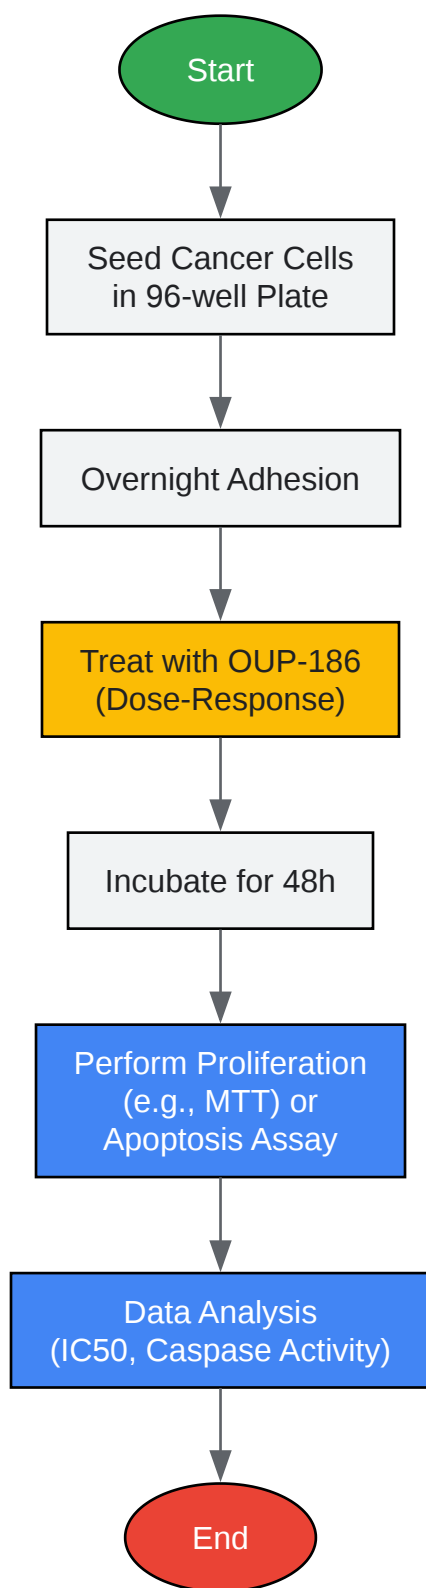 Start
Seed Cancer Cells
in 96-well Plate
Overnight Adhesion
Treat with OUP-186
(Dose-Response)
Incubate for 48h
Perform Proliferation
(e.g., MTT) or
Apoptosis Assay
Data Analysis
(IC50, Caspase Activity)
End